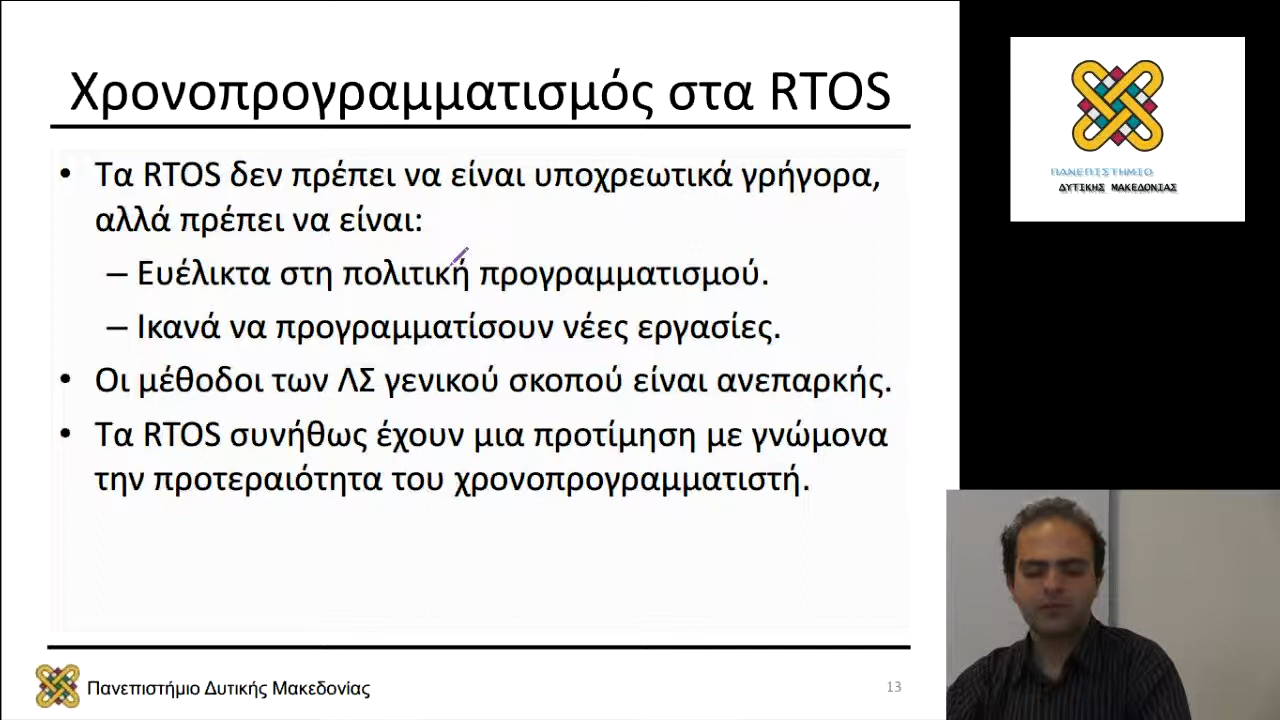 Χρονοπρογραμματισμός στα RTOS
• Τα RTOS δεν πρέπει να είναι υποχρεωτικά γρήγορα,
αλλά πρέπει να είναι:
– Ευέλικτα στη πολιτική προγραμματισμού.
– Ικανά να προγραμματίσουν νέες εργασίες.
• Οι μέθοδοι των ΛΣ γενικού σκοπού είναι ανεπαρκής.
• Τα RTOS συνήθως έχουν μια προτίμηση με γνώμονα
την προτεραιότητα του χρονοπρογραμματιστή.
Πανεπιστήμιο Δυτικής Μακεδονίας
13
ΠΑΝΕΠΙΣΤΗΜΙΟ
ΔΥΤΙΚΗΣ ΜΑΚΕΔΟΝΙΑΣ